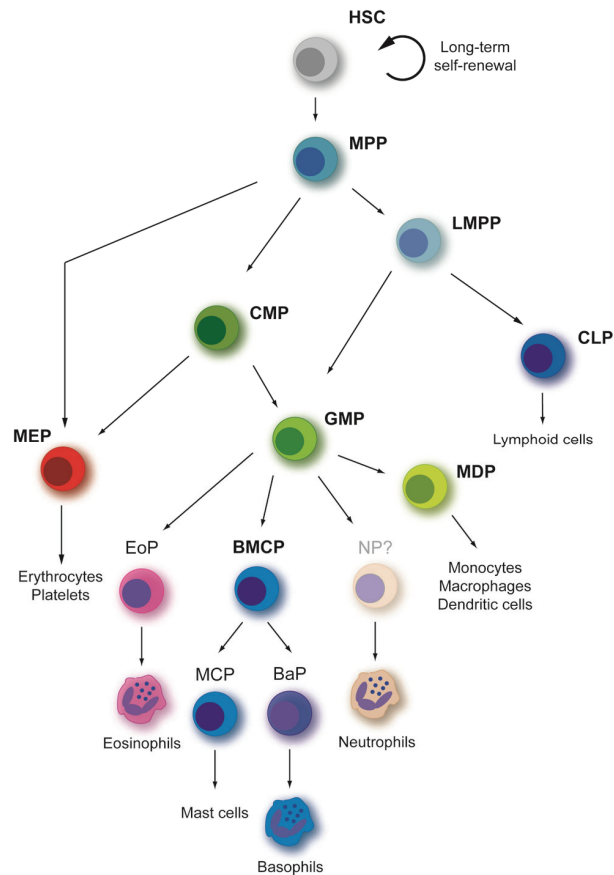 HSC
Long-term
self-renewal
MPP
LMPP
CMP
CLP
GMP
Lymphoid cells
MEP
MDP
EoP
BMCP
NP?
Erythrocytes
Platelets
Monocytes
Macrophages
Dendritic cells
MCP
BaP
Eosinophils
Neutrophils
Mast cells
Basophils